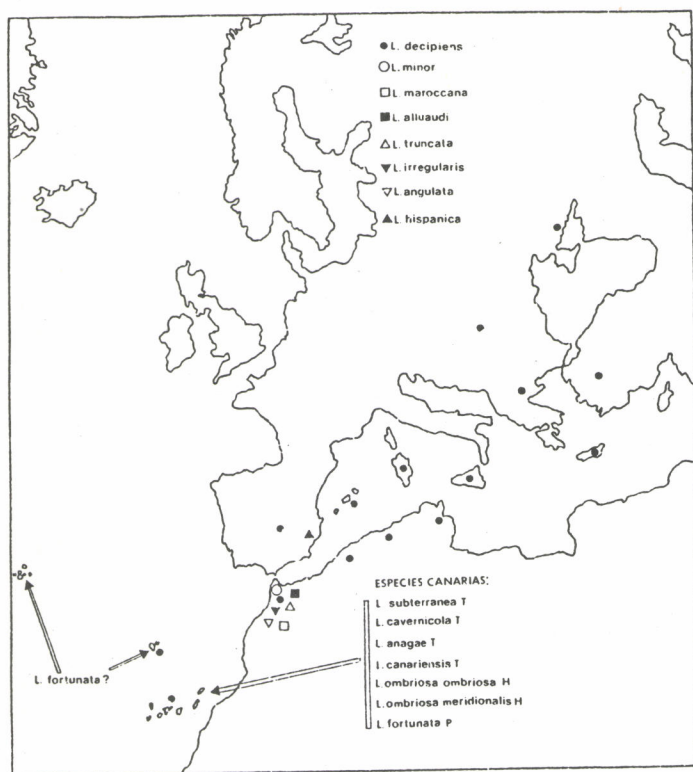 L. decipiens
L. minor
L. maroccana
L. alluaudi
L. truncata
L. irregularis
L. angulata
L. hispanica
ESPECIES CANARIAS:
L. subterranea T
L. cavernicola T
L. anagae T
L. canariensis T
L. ombriosa ombriosa H
L. ombriosa meridionalis H
L. fortunata P
L. fortunata ?